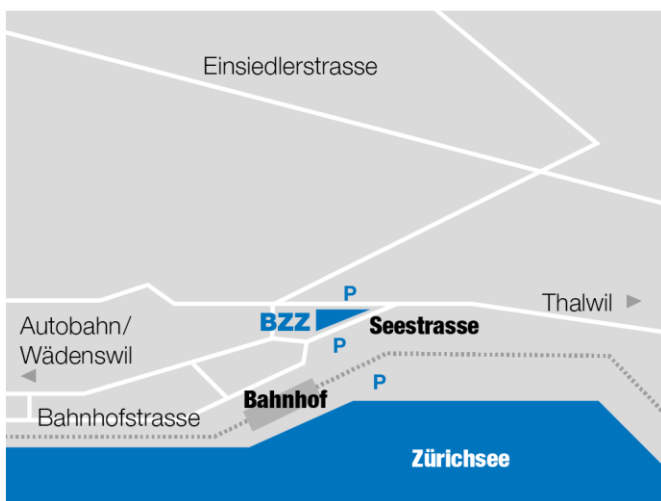 Einsiedlerstrasse
P
Thalwil
BZZ
Seestrasse
Autobahn/
Wädenswil
P
P
Bahnhof
Bahnhofstrasse
Zürichsee